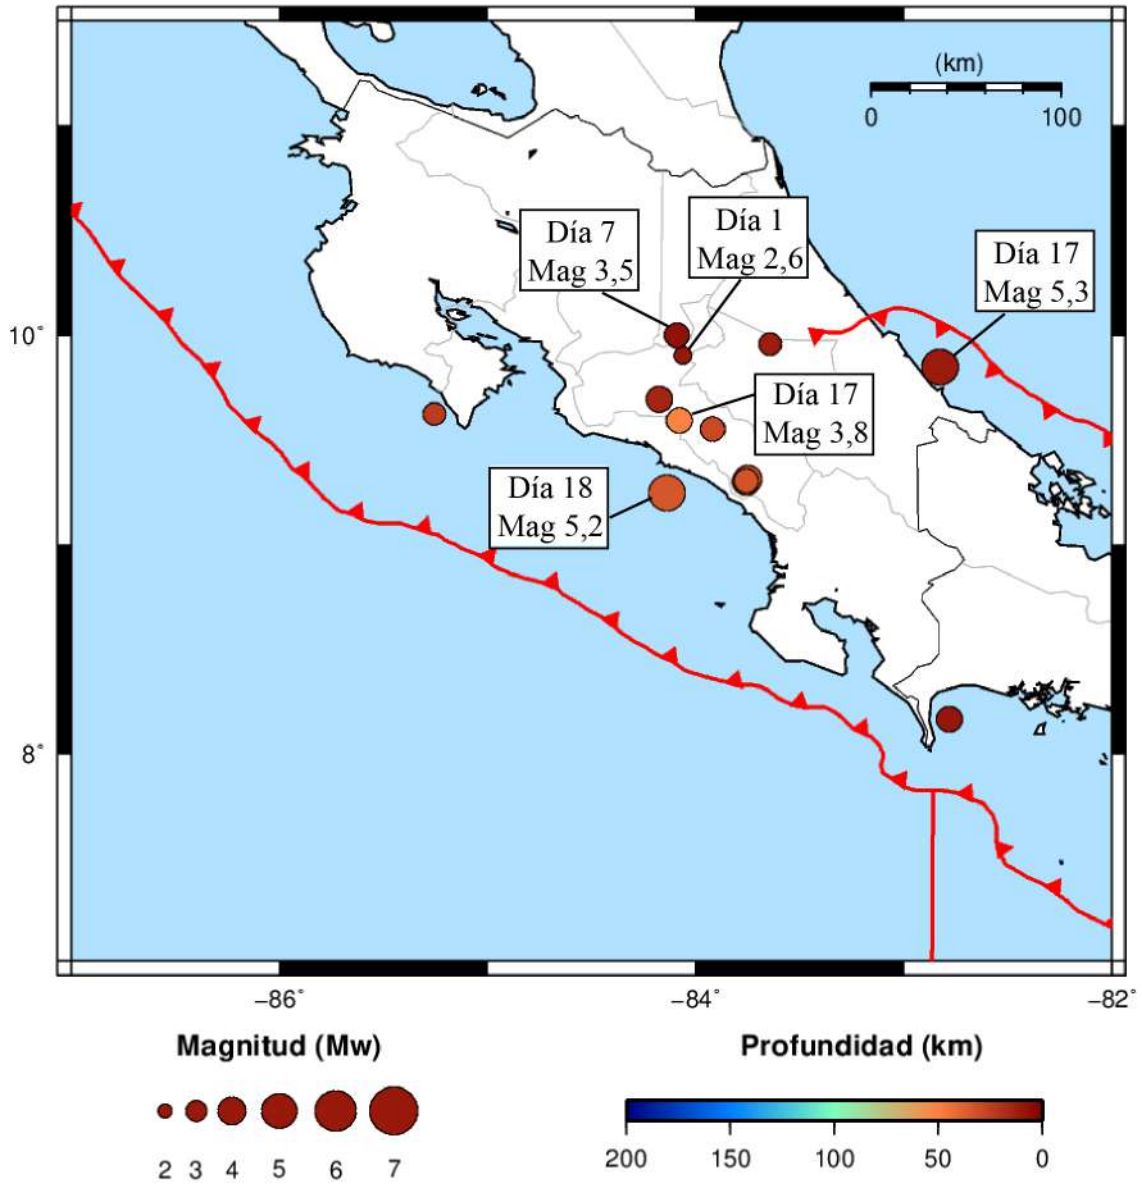 (km)
0 100
Día 1
Mag 2,6
Día 7
Mag 3,5
Día 17
Mag 5,3
10°
Día 17
Mag 3,8
Día 18
Mag 5,2
8°
−86° −84° −82°
Magnitud (Mw) Profundidad (km)
2 3 4 5 6 7
200 150 100 50 0